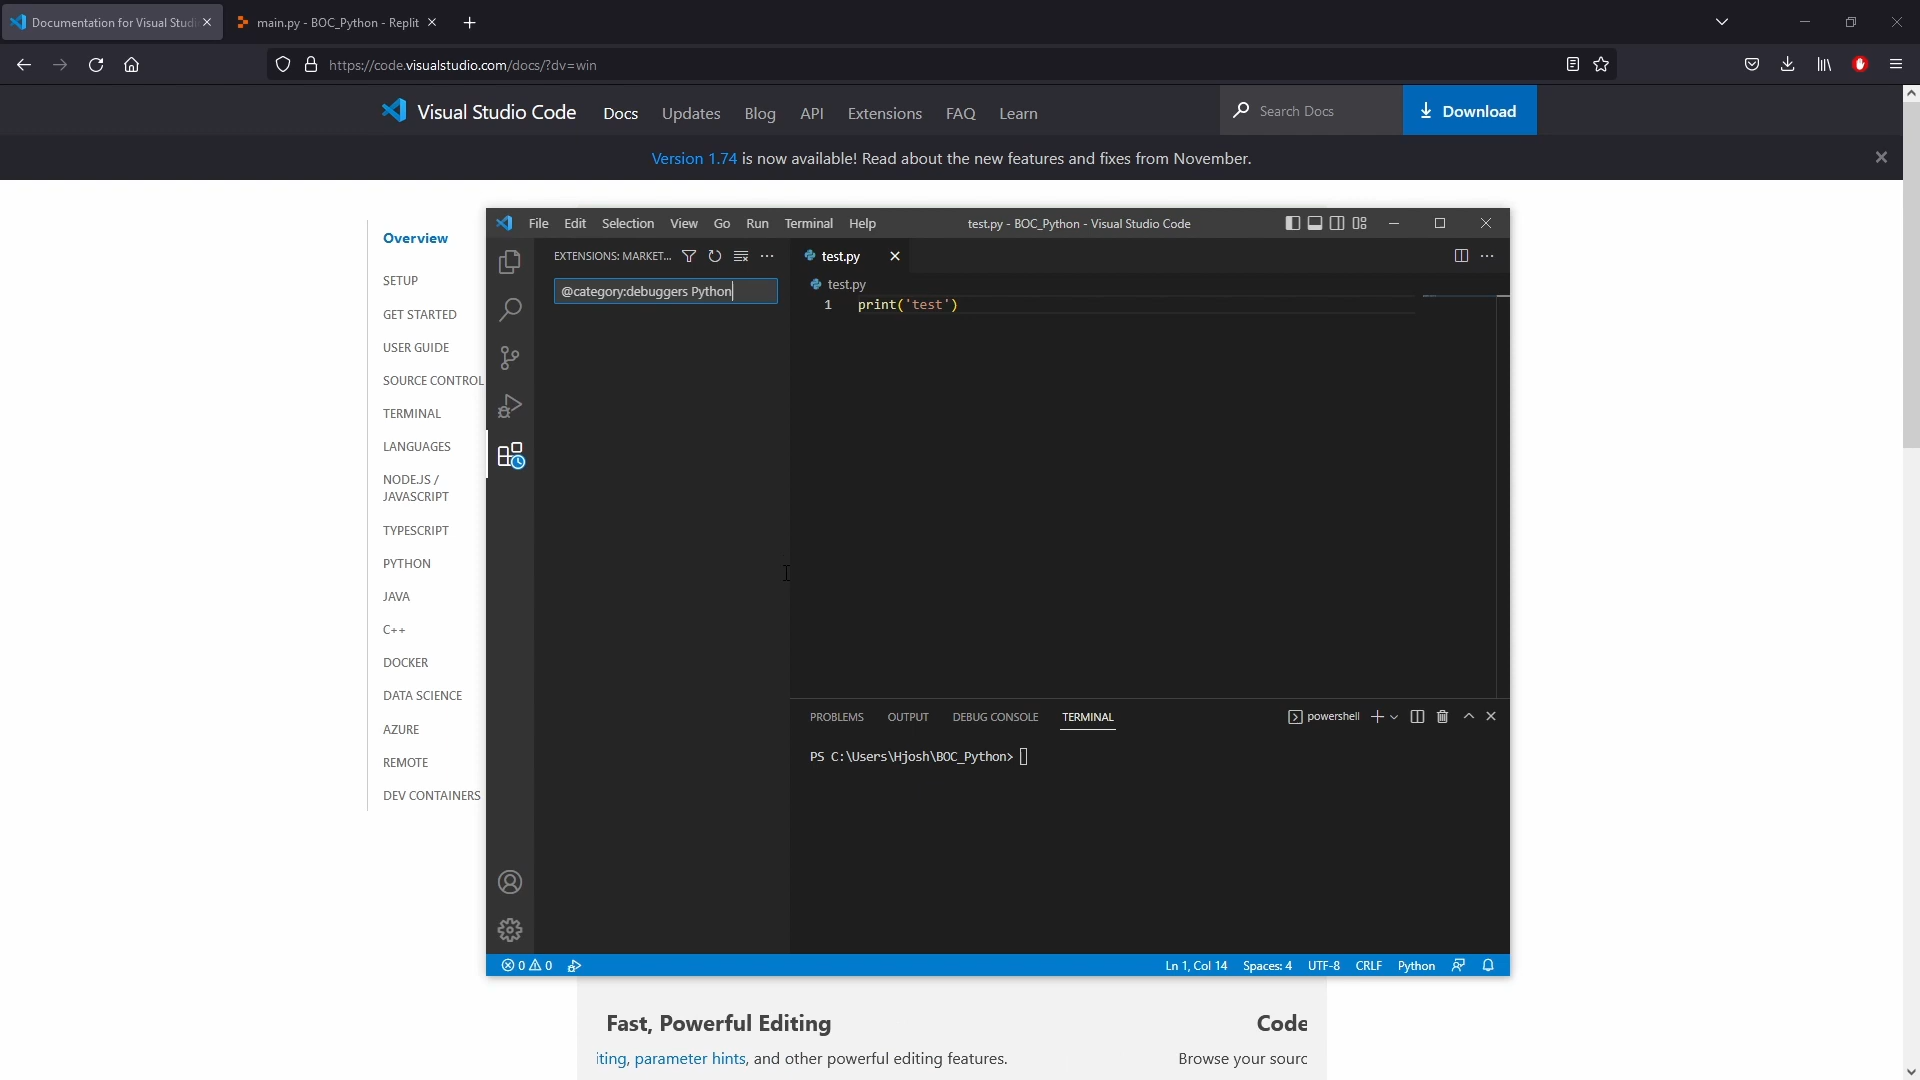 Documentation for Visual Studi
main.py - BOC_Python - Replit
https://code.visualstudio.com/docs/?dv=win
Visual Studio Code
Docs
Updates
Blog
API
Extensions
FAQ
Learn
Search Docs
Download
Version 1.74 is now available! Read about the new features and fixes from November.
Overview
SETUP
GET STARTED
USER GUIDE
SOURCE CONTROL
TERMINAL
LANGUAGES
NODE.JS /
JAVASCRIPT
TYPESCRIPT
PYTHON
JAVA
C++
DOCKER
DATA SCIENCE
AZURE
REMOTE
DEV CONTAINERS
File Edit Selection View Go Run Terminal Help
test.py - BOC_Python - Visual Studio Code
EXTENSIONS: MARKET...
@category:debuggers Python
test.py
test.py
1 print('test')
PROBLEMS OUTPUT DEBUG CONSOLE TERMINAL
powershell
PS C:\Users\Hjosh\BOC_Python>
0 0
Ln 1, Col 14 Spaces: 4 UTF-8 CRLF Python
Fast, Powerful Editing
iting, parameter hints, and other powerful editing features.
Code
Browse your sourc